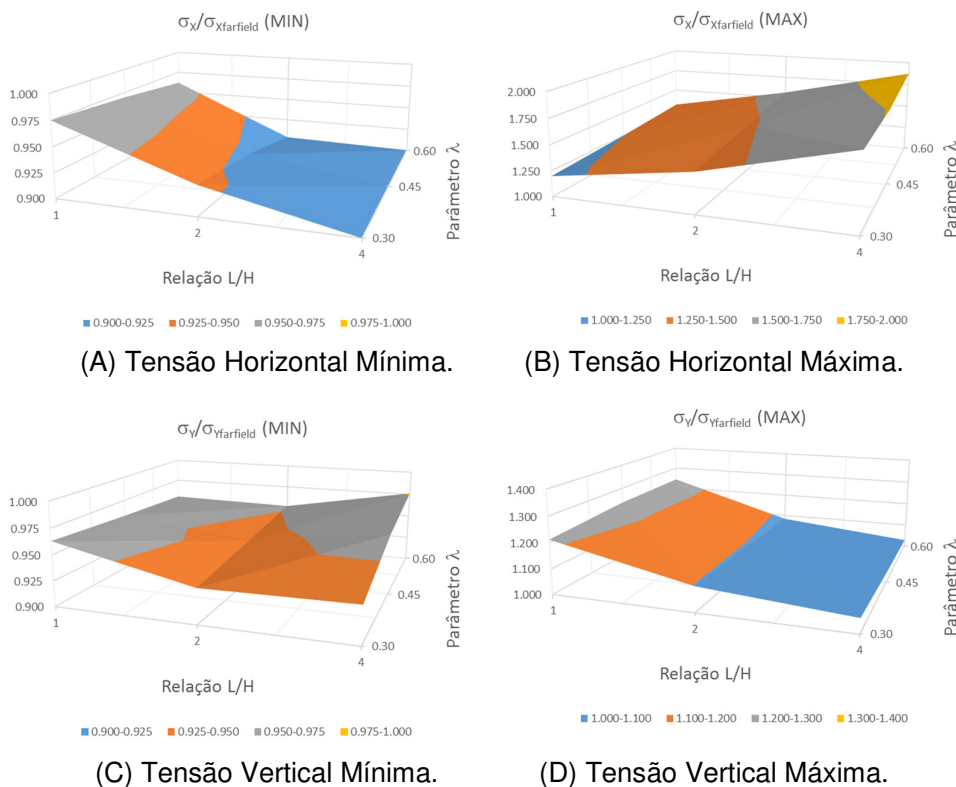 σX/σXfarfield (MIN)
1.000
0.975
0.950
0.925
0.900
1
2
4
0.60
0.45
0.30
Parâmetro λ
Relação L/H
0.900-0.925 0.925-0.950 0.950-0.975 0.975-1.000
(A) Tensão Horizontal Mínima.
σX/σXfarfield (MAX)
2.000
1.750
1.500
1.250
1.000
1
2
4
0.60
0.45
0.30
Parâmetro λ
Relação L/H
1.000-1.250 1.250-1.500 1.500-1.750 1.750-2.000
(B) Tensão Horizontal Máxima.
σY/σYfarfield (MIN)
1.000
0.975
0.950
0.925
0.900
1
2
4
0.60
0.45
0.30
Parâmetro λ
Relação L/H
0.900-0.925 0.925-0.950 0.950-0.975 0.975-1.000
(C) Tensão Vertical Mínima.
σY/σYfarfield (MAX)
1.400
1.300
1.200
1.100
1.000
1
2
4
0.60
0.45
0.30
Parâmetro λ
Relação L/H
1.000-1.100 1.100-1.200 1.200-1.300 1.300-1.400
(D) Tensão Vertical Máxima.